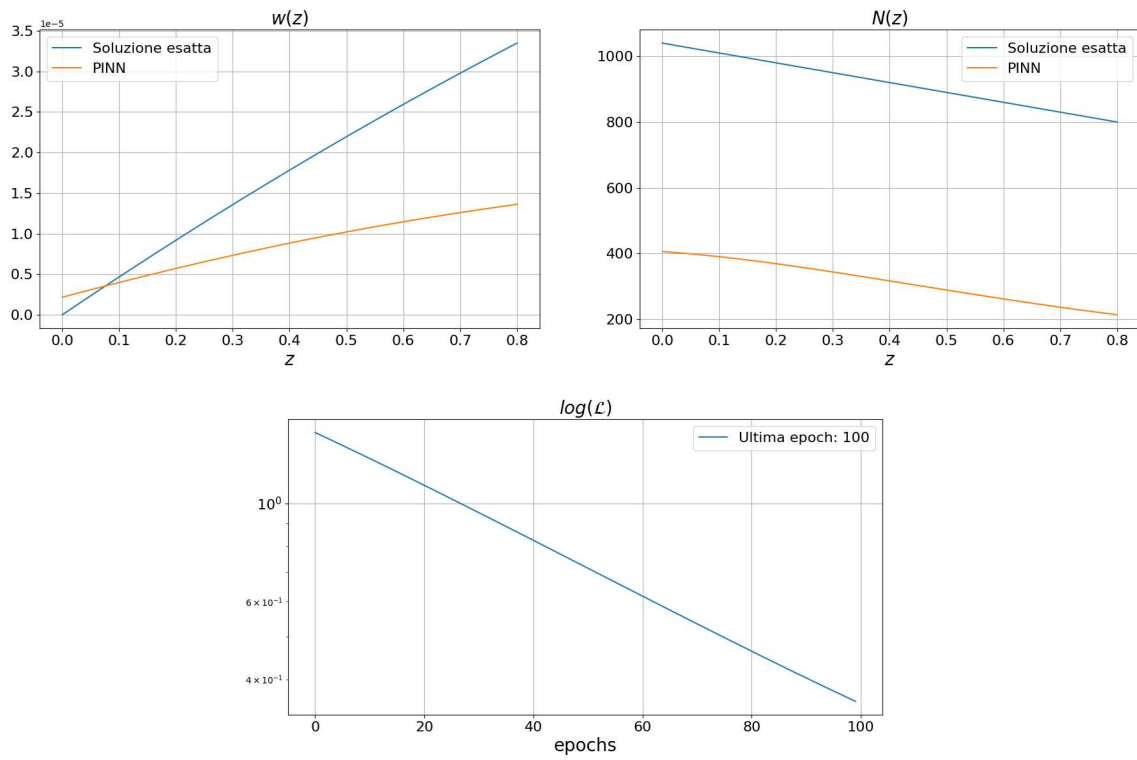 w(z)
1e−5
3.5
3.0
2.5
2.0
1.5
1.0
0.5
0.0
Soluzione esatta
PINN
0.0 0.1 0.2 0.3 0.4 0.5 0.6 0.7 0.8
z
N(z)
1000
800
600
400
200
Soluzione esatta
PINN
0.0 0.1 0.2 0.3 0.4 0.5 0.6 0.7 0.8
z
log(ℒ)
10⁰
6 × 10⁻¹
4 × 10⁻¹
Ultima epoch: 100
0 20 40 60 80 100
epochs